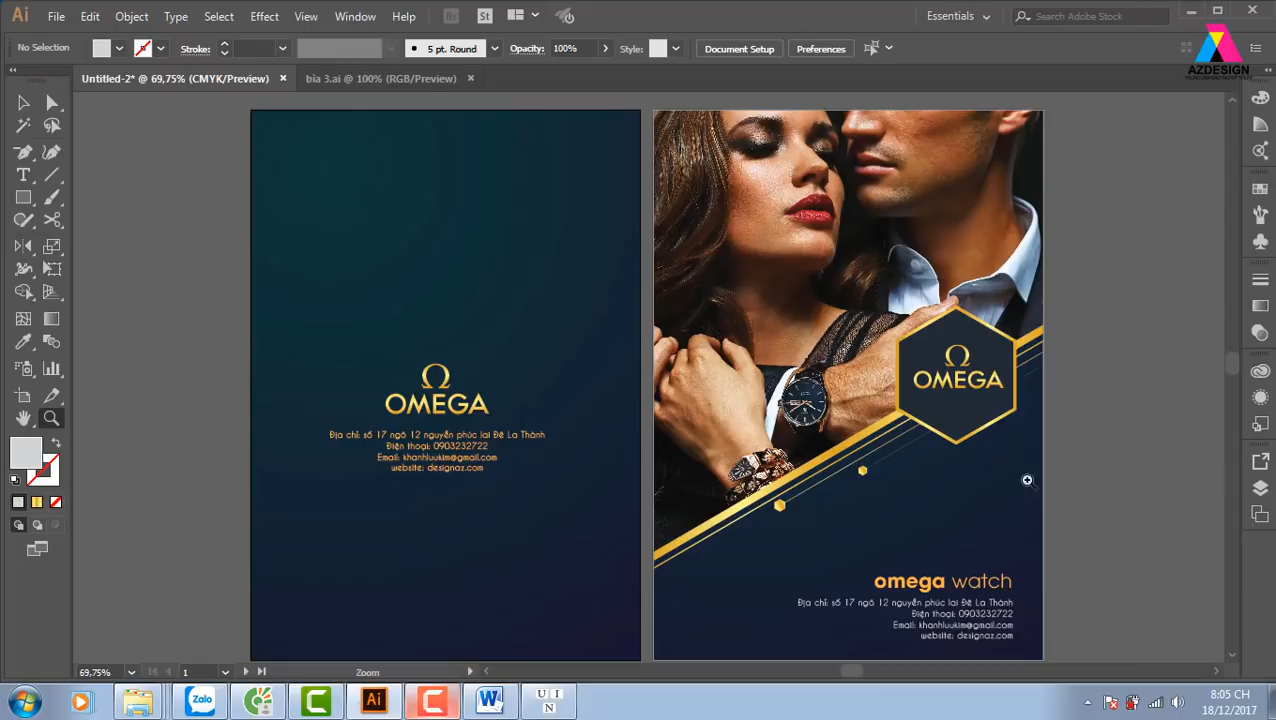 Ai File Edit Object Type Select Effect View Window Help Br St Essentials Search Adobe Stock
No Selection Stroke: 5 pt. Round Opacity: 100% Style: Document Setup Preferences
AZDESIGN
Untitled-2* @ 69,75% (CMYK/Preview) × bia 3.ai @ 100% (RGB/Preview) ×
Ω
OMEGA
Địa chỉ: số 17 ngõ 12 nguyễn phúc lai Đê La Thành
Điện thoại: 0903232722
Email: khanhluukim@gmail.com
website: designaz.com
Ω
OMEGA
omega watch
Địa chỉ: số 17 ngõ 12 nguyễn phúc lai Đê La Thành
Điện thoại: 0903232722
Email: khanhluukim@gmail.com
website: designaz.com
69,75% 1 Zoom
Zalo Ai W U I N
8:05 CH
18/12/2017